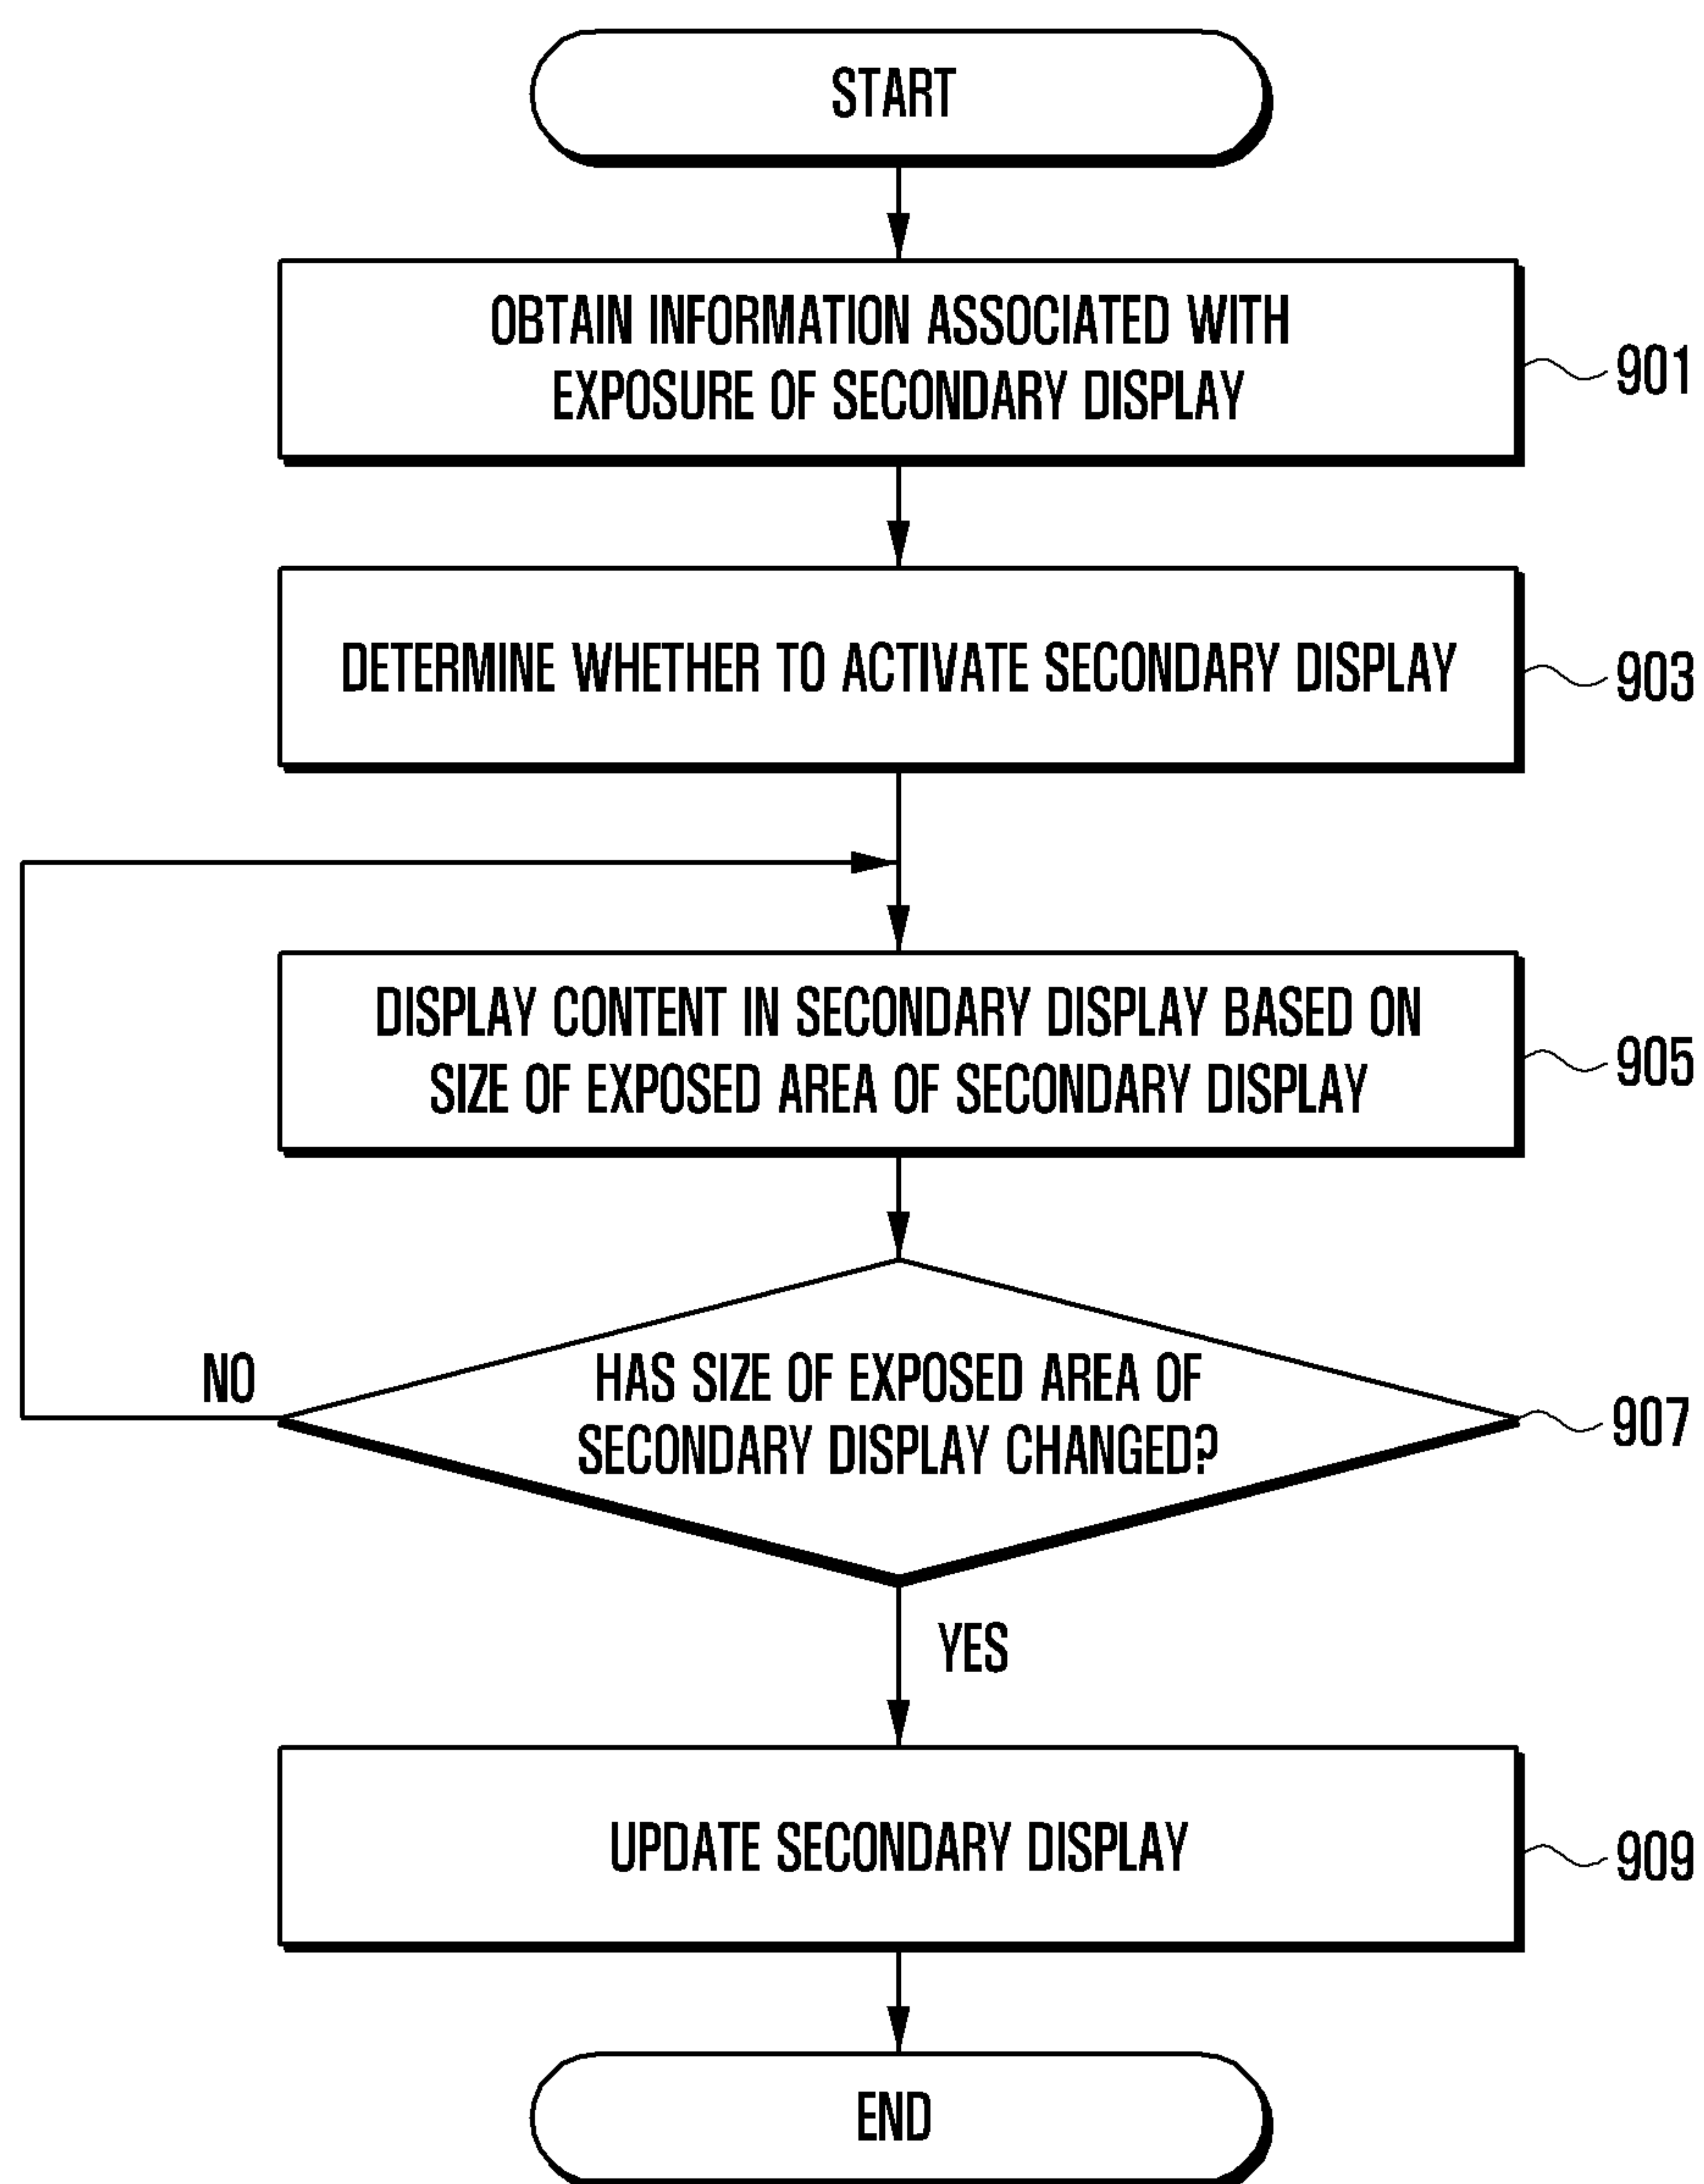 START
OBTAIN INFORMATION ASSOCIATED WITH
EXPOSURE OF SECONDARY DISPLAY
901
DETERMINE WHETHER TO ACTIVATE SECONDARY DISPLAY
903
DISPLAY CONTENT IN SECONDARY DISPLAY BASED ON
SIZE OF EXPOSED AREA OF SECONDARY DISPLAY
905
NO
HAS SIZE OF EXPOSED AREA OF
SECONDARY DISPLAY CHANGED?
907
YES
UPDATE SECONDARY DISPLAY
909
END